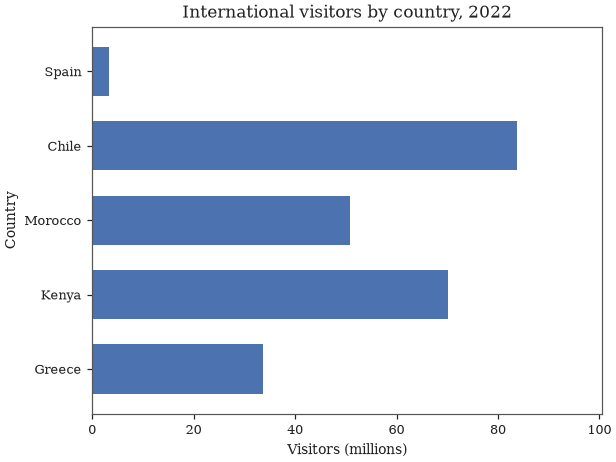 International visitors by country, 2022
Spain
Chile
Morocco
Kenya
Greece
Country
0 20 40 60 80 100
Visitors (millions)